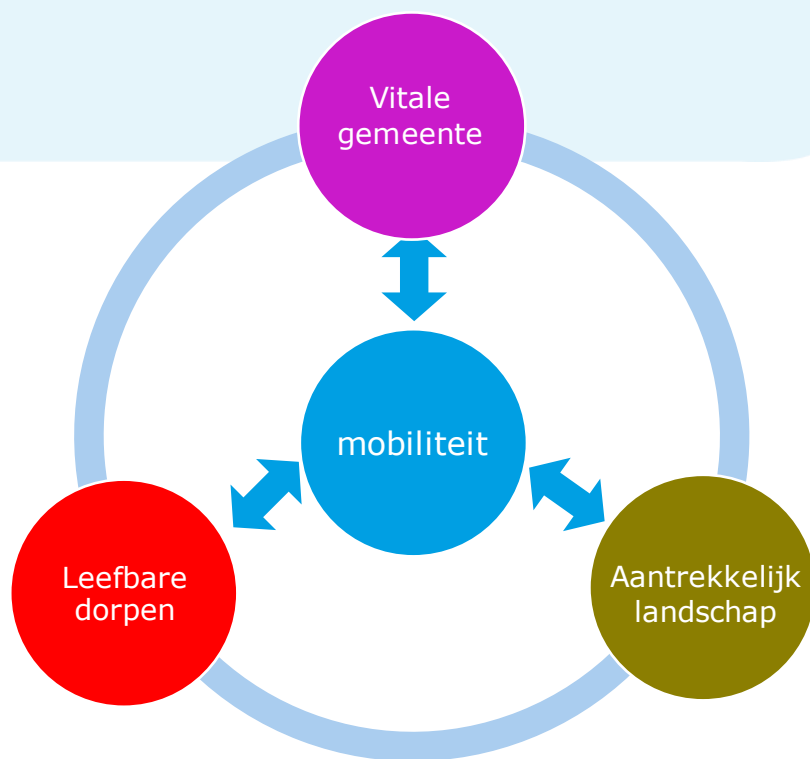 Vitale
gemeente
mobiliteit
Leefbare
dorpen
Aantrekkelijk
landschap